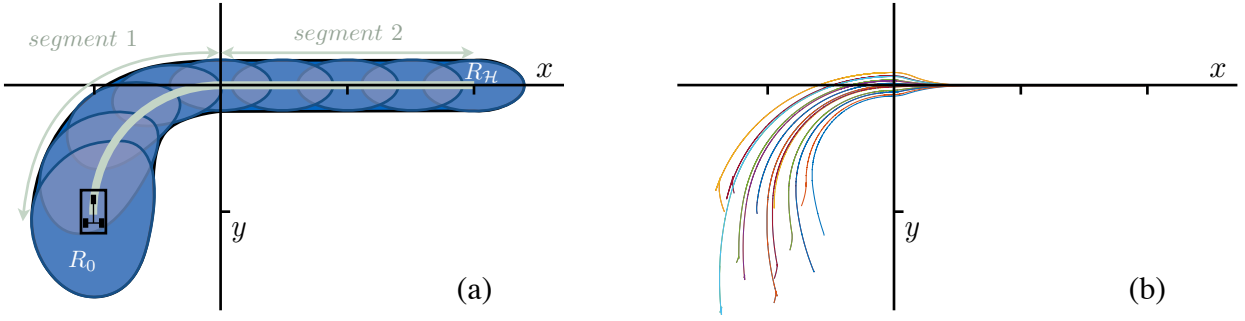 segment 1
segment 2
x
R_H
y
R_0
(a)
x
y
(b)